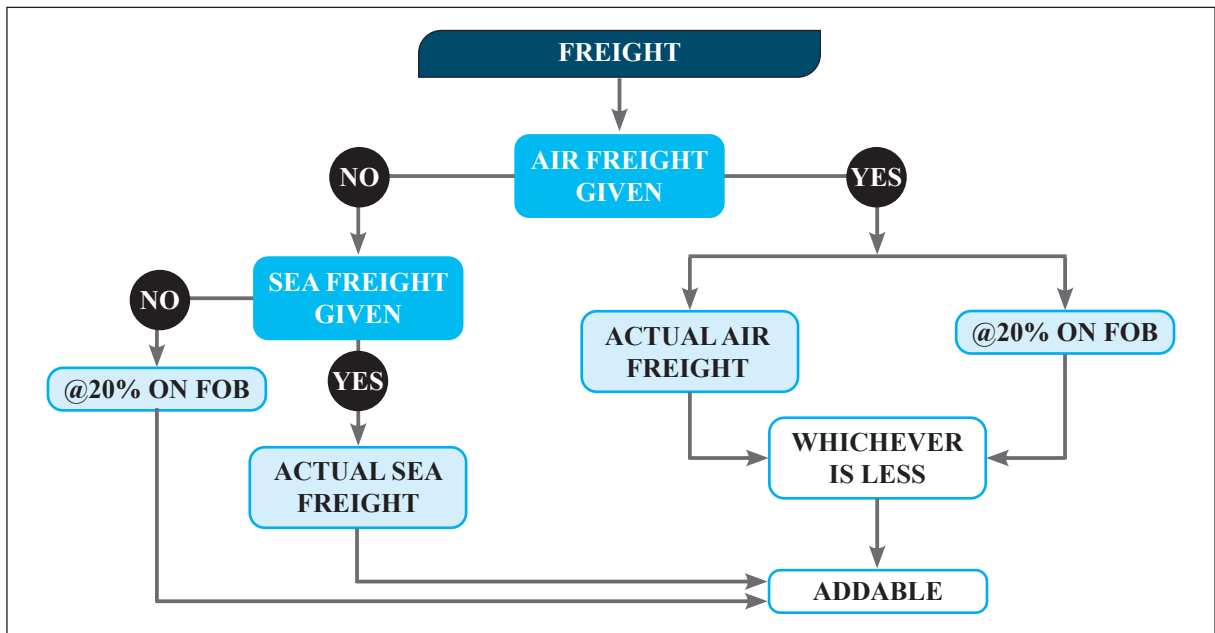 FREIGHT
AIR FREIGHT
GIVEN
NO
YES
SEA FREIGHT
GIVEN
NO
YES
@20% ON FOB
ACTUAL SEA
FREIGHT
ACTUAL AIR
FREIGHT
@20% ON FOB
WHICHEVER
IS LESS
ADDABLE